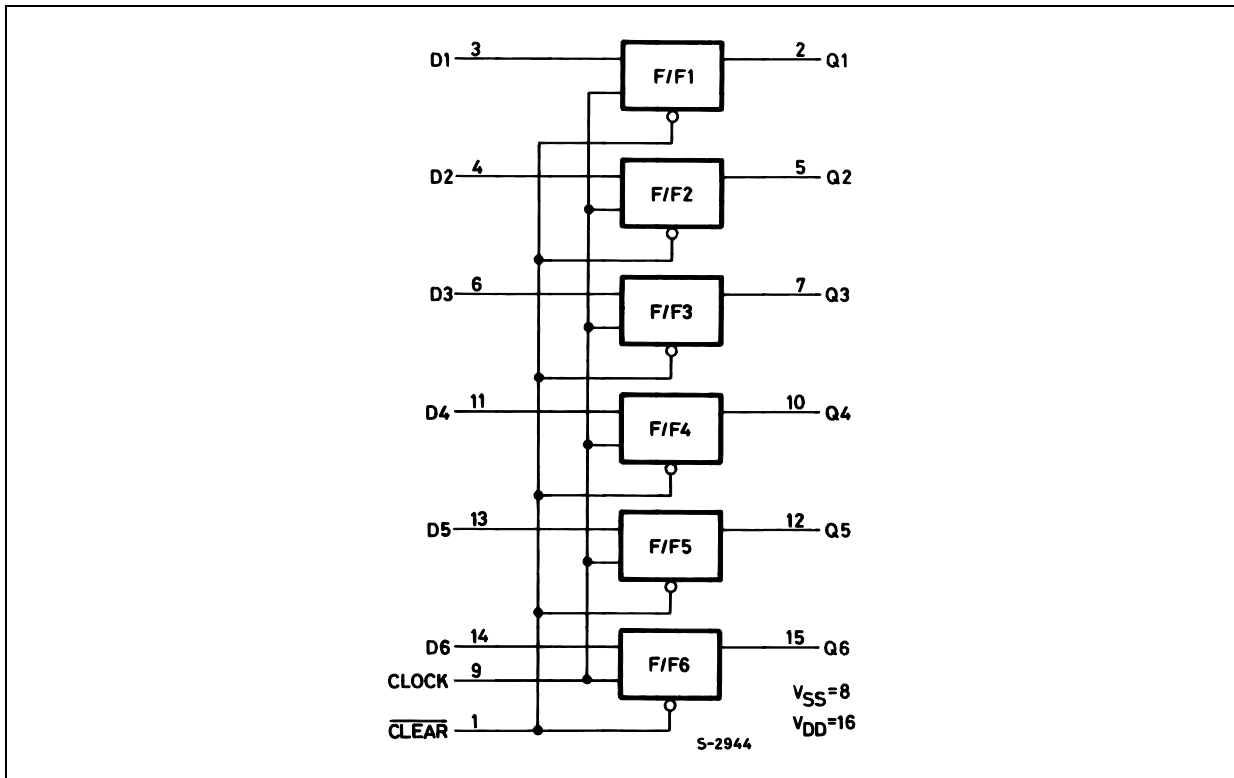 D1 3 F/F1 2 Q1
D2 4 F/F2 5 Q2
D3 6 F/F3 7 Q3
D4 11 F/F4 10 Q4
D5 13 F/F5 12 Q5
D6 14 F/F6 15 Q6
CLOCK 9
VSS=8
CLEAR 1
VDD=16
S-2944